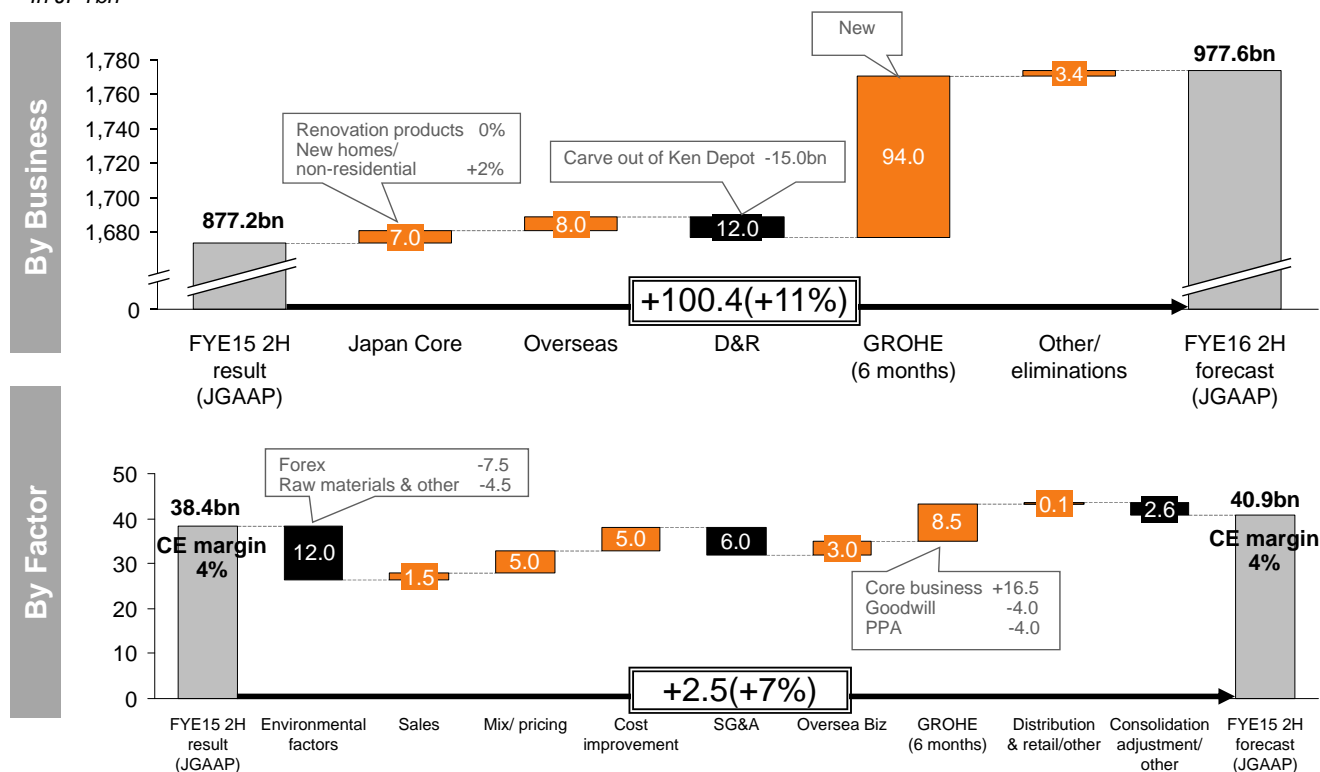 By Business
1,780
1,760
1,740
1,720
1,700
1,680
0
877.2bn
Renovation products 0%
New homes/
non-residential +2%
7.0
8.0
Carve out of Ken Depot -15.0bn
12.0
New
94.0
3.4
977.6bn
+100.4(+11%)
FYE15 2H
result
(JGAAP)
Japan Core
Overseas
D&R
GROHE
(6 months)
Other/
eliminations
FYE16 2H
forecast
(JGAAP)
By Factor
50
40
30
20
10
0
38.4bn
CE margin
4%
Forex -7.5
Raw materials & other -4.5
12.0
1.5
5.0
5.0
6.0
3.0
8.5
Core business +16.5
Goodwill -4.0
PPA -4.0
0.1
2.6
40.9bn
CE margin
4%
+2.5(+7%)
FYE15 2H
result
(JGAAP)
Environmental
factors
Sales
Mix/ pricing
Cost
improvement
SG&A
Oversea Biz
GROHE
(6 months)
Distribution
& retail/other
Consolidation
adjustment/
other
FYE15 2H
forecast
(JGAAP)